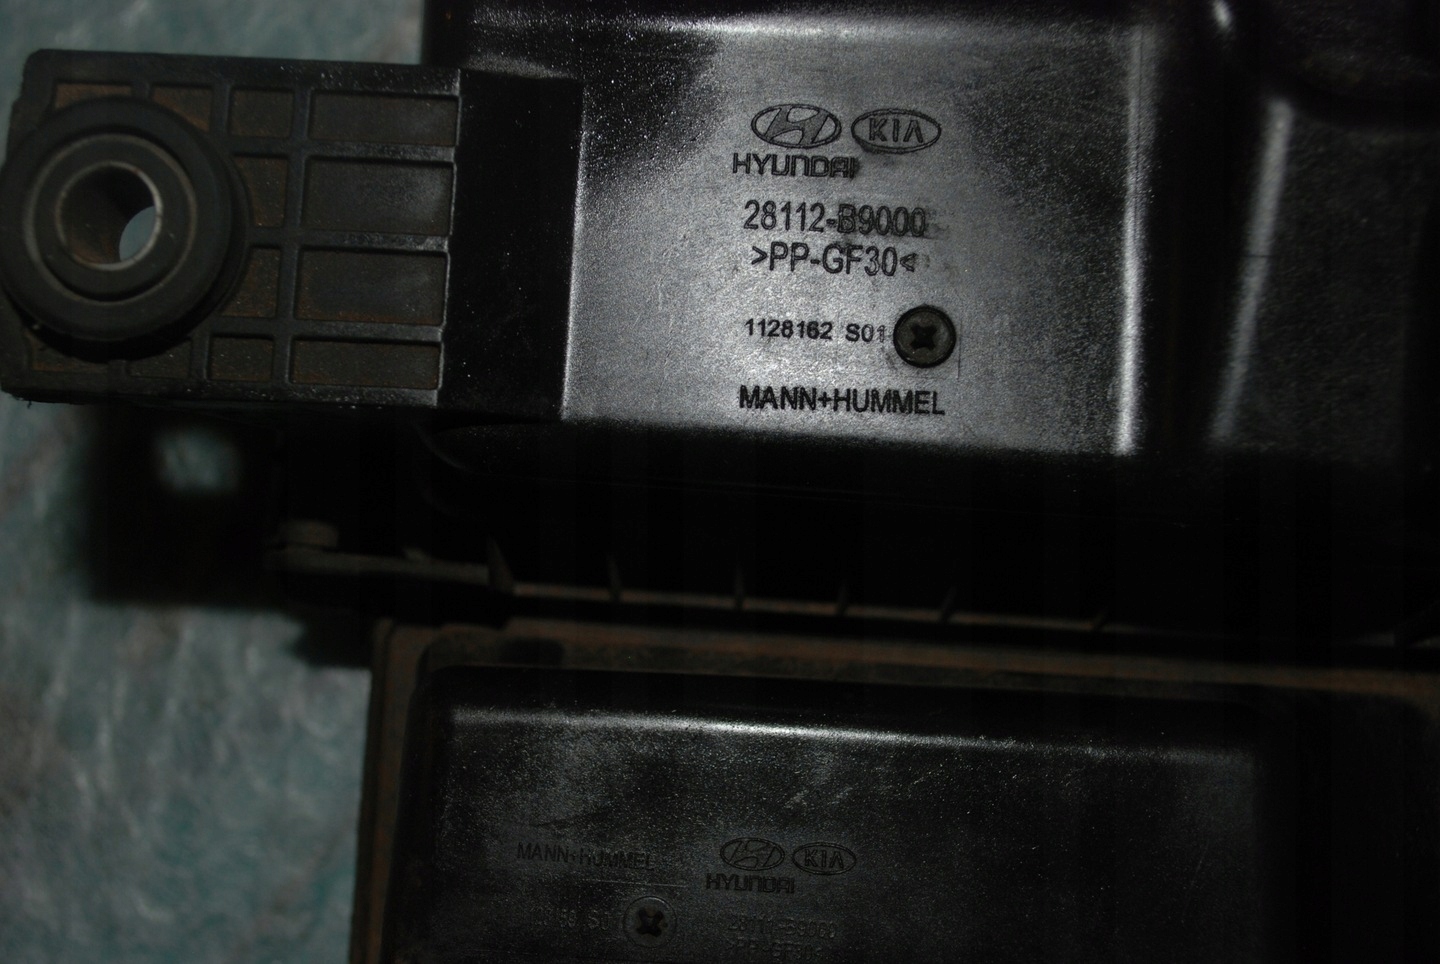 KIA
HYUNDAI
28112-B9000
>PP-GF30<
1128162 S01
MANN+HUMMEL
MANN+HUMMEL
KIA
HYUNDAI
S01